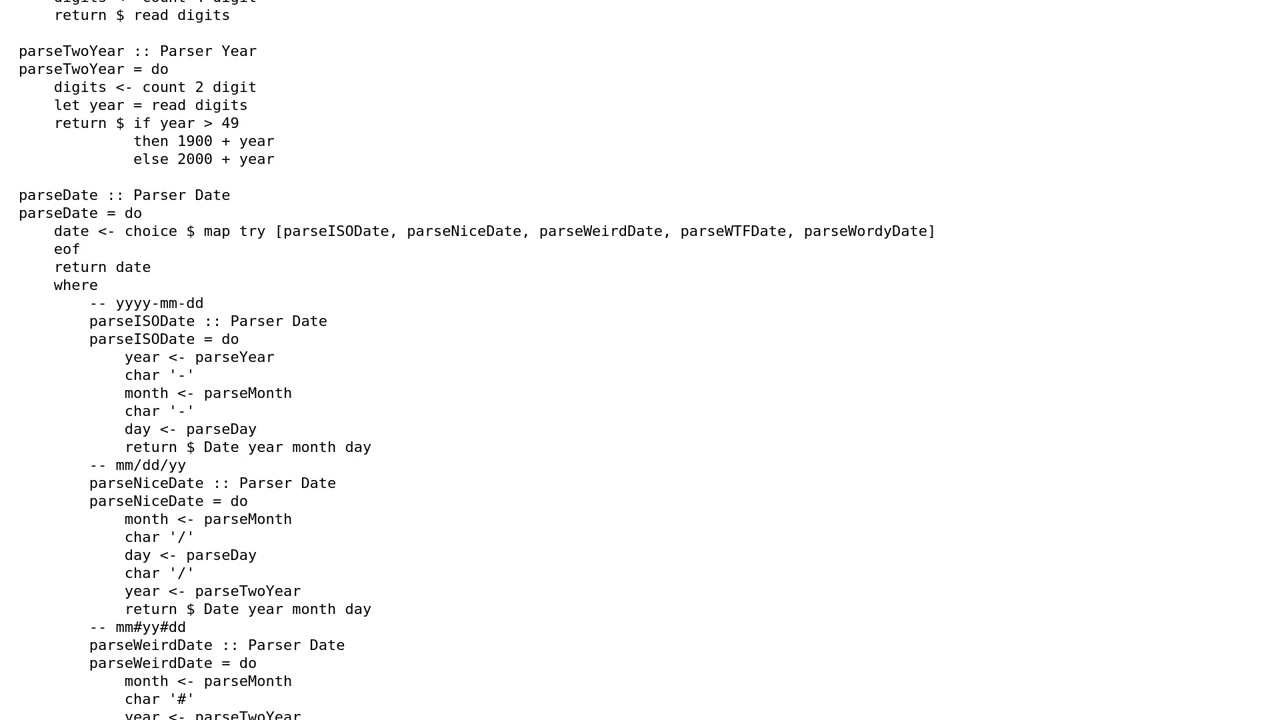 digits <- count 4 digit
    return $ read digits

parseTwoYear :: Parser Year
parseTwoYear = do
    digits <- count 2 digit
    let year = read digits
    return $ if year > 49
             then 1900 + year
             else 2000 + year

parseDate :: Parser Date
parseDate = do
    date <- choice $ map try [parseISODate, parseNiceDate, parseWeirdDate, parseWTFDate, parseWordyDate]
    eof
    return date
    where
        -- yyyy-mm-dd
        parseISODate :: Parser Date
        parseISODate = do
            year <- parseYear
            char '-'
            month <- parseMonth
            char '-'
            day <- parseDay
            return $ Date year month day
        -- mm/dd/yy
        parseNiceDate :: Parser Date
        parseNiceDate = do
            month <- parseMonth
            char '/'
            day <- parseDay
            char '/'
            year <- parseTwoYear
            return $ Date year month day
        -- mm#yy#dd
        parseWeirdDate :: Parser Date
        parseWeirdDate = do
            month <- parseMonth
            char '#'
            year <- parseTwoYear